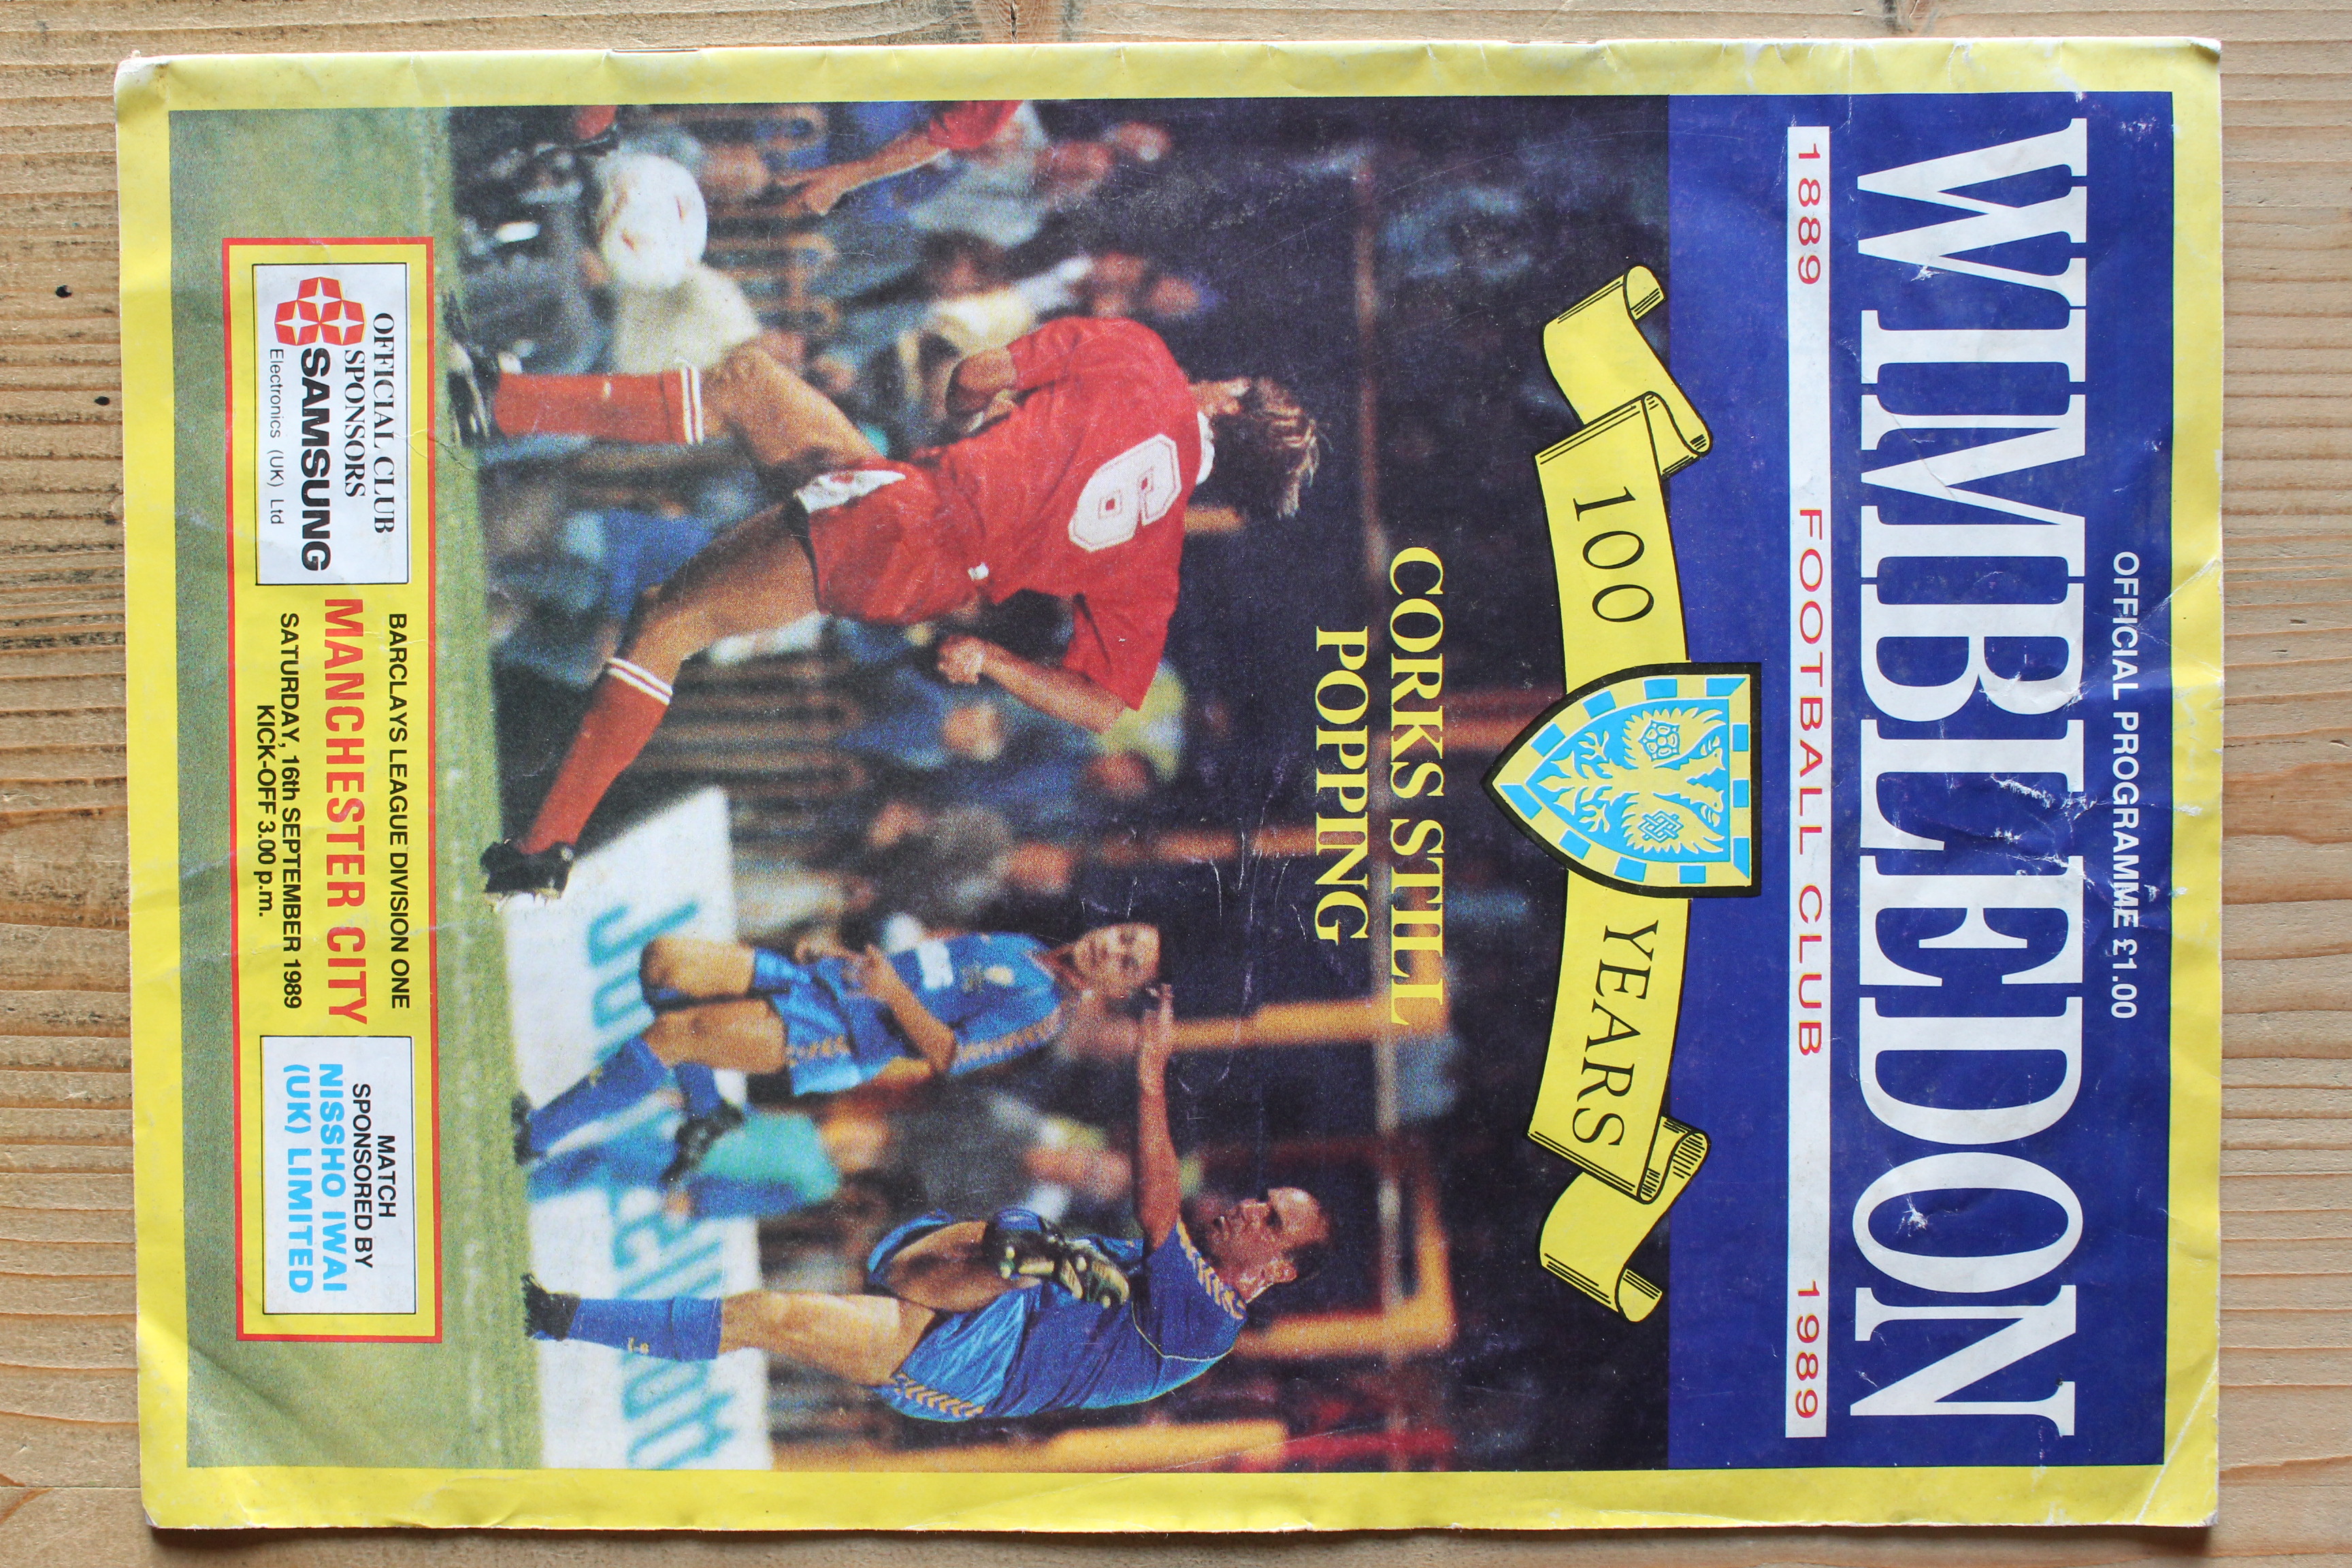 OFFICIAL PROGRAMME £1.00
WIMBLEDON
1889 FOOTBALL CLUB 1989
100 YEARS
CORKS STILL
POPPING
9
OFFICIAL CLUB
SPONSORS
SAMSUNG
Electronics (UK) Ltd
BARCLAYS LEAGUE DIVISION ONE
MANCHESTER CITY
SATURDAY, 16th SEPTEMBER 1989
KICK-OFF 3.00 p.m.
MATCH
SPONSORED BY
NISSHO IWAI
(UK) LIMITED